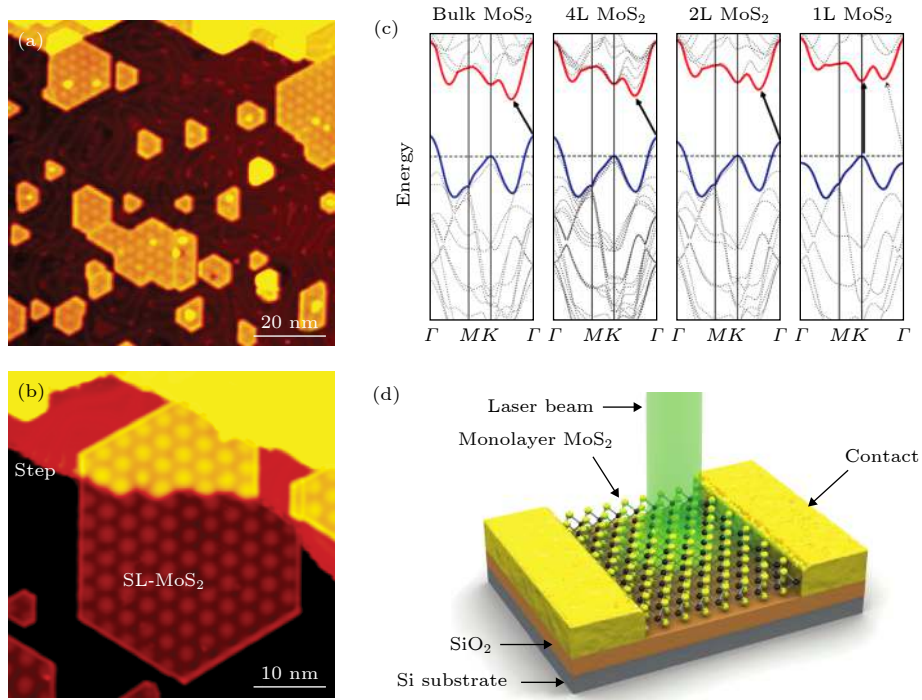 (a)
20 nm
(b)
Step
SL-MoS₂
10 nm
(c)
Bulk MoS₂ 4L MoS₂ 2L MoS₂ 1L MoS₂
Energy
Γ M K Γ Γ M K Γ Γ M K Γ Γ M K Γ
(d)
Laser beam
Monolayer MoS₂
Contact
SiO₂
Si substrate